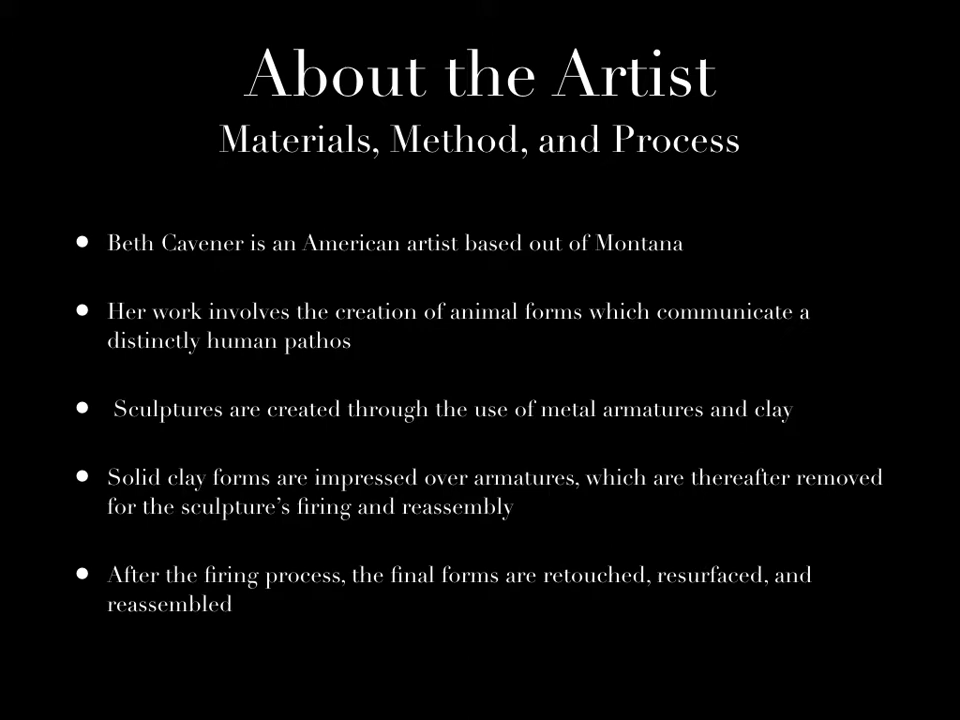 About the Artist
Materials, Method, and Process
• Beth Cavener is an American artist based out of Montana
• Her work involves the creation of animal forms which communicate a
distinctly human pathos
• Sculptures are created through the use of metal armatures and clay
• Solid clay forms are impressed over armatures, which are thereafter removed
for the sculpture’s firing and reassembly
• After the firing process, the final forms are retouched, resurfaced, and
reassembled